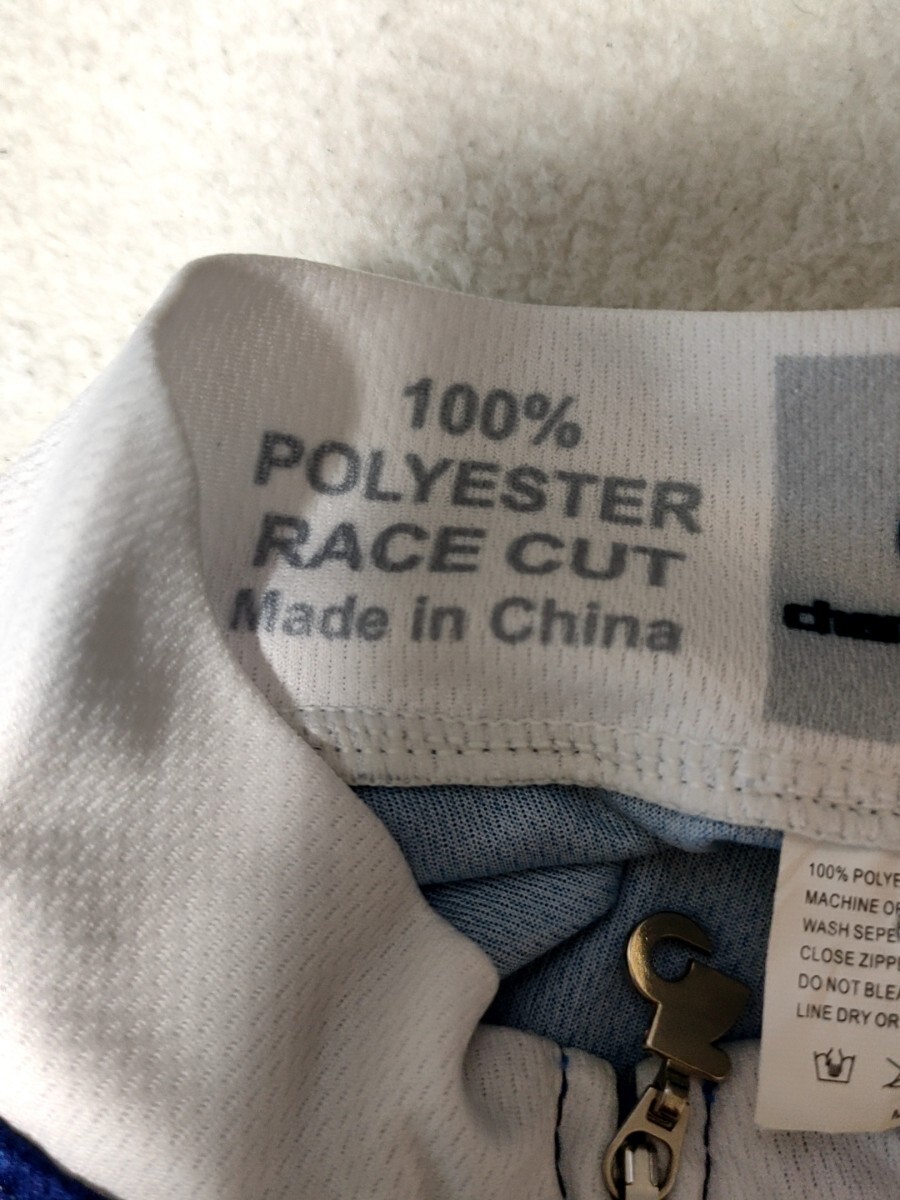 100%
POLYESTER
RACE CUT
Made in China
100% POLYE
MACHINE OR
WASH SEPE
CLOSE ZIPP
DO NOT BLEA
LINE DRY OR